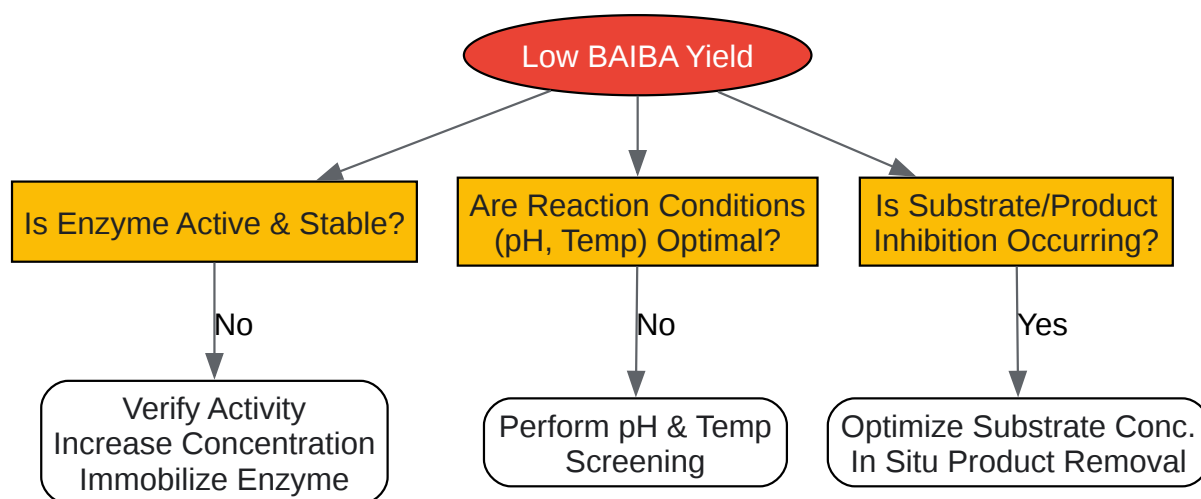 Low BAIBA Yield
Is Enzyme Active & Stable?
Are Reaction Conditions
(pH, Temp) Optimal?
Is Substrate/Product
Inhibition Occurring?
No
No
Yes
Verify Activity
Increase Concentration
Immobilize Enzyme
Perform pH & Temp
Screening
Optimize Substrate Conc.
In Situ Product Removal